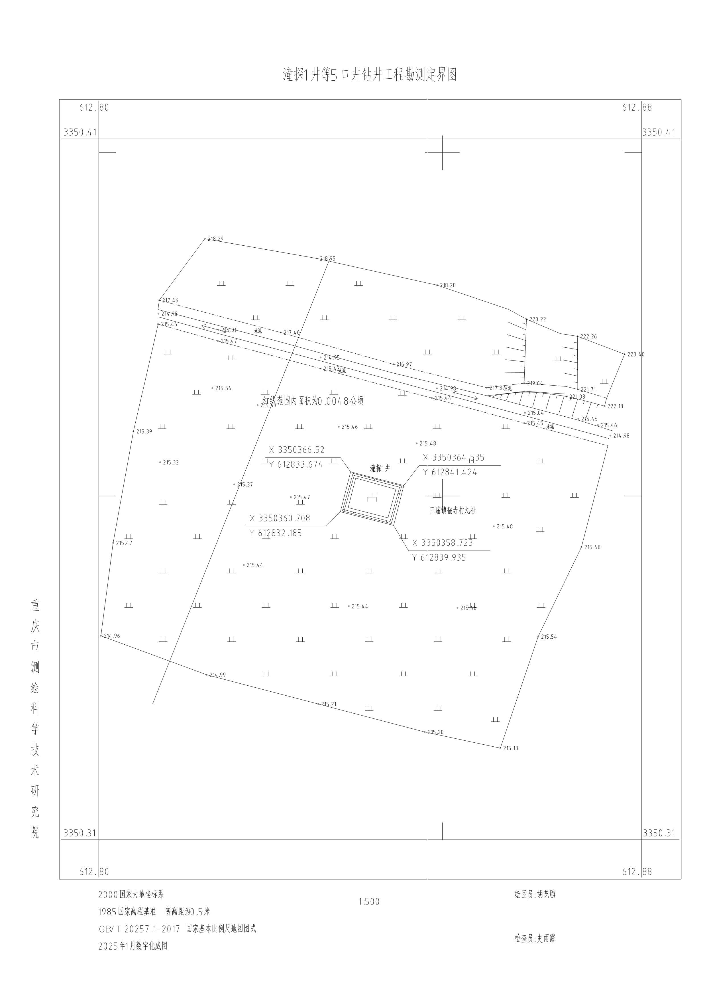 潼探1井等5口井钻井工程勘测定界图
612.80
612.88
3350.41
3350.41
218.29
218.95
218.28
217.46
214.98
220.22
215.46
215.01
水泥
217.40
222.26
215.47
223.40
214.95
216.97
215.43
水泥
219.64
215.54
214.98
217.37
水泥
221.71
215.44
221.08
红线范围内面积为0.0048公顷
215.47
222.18
215.04
215.45
215.45
215.46
水泥
215.46
215.39
214.98
215.48
X 3350366.52
Y 612833.674
X 3350364.535
Y 612841.424
215.32
潼探1井
215.37
215.47
三庙镇福寺村九社
X 3350360.708
Y 612832.185
215.48
X 3350358.723
Y 612839.935
215.47
215.48
215.44
215.44
215.46
214.96
215.54
214.99
215.21
215.20
215.13
重庆市测绘科学技术研究院
3350.31
3350.31
612.80
612.88
2000国家大地坐标系
1985国家高程基准 等高距为0.5米
GB/T 20257.1-2017 国家基本比例尺地图图式
2025年1月数字化成图
1:500
绘图员:胡艺膑
检查员:史雨露